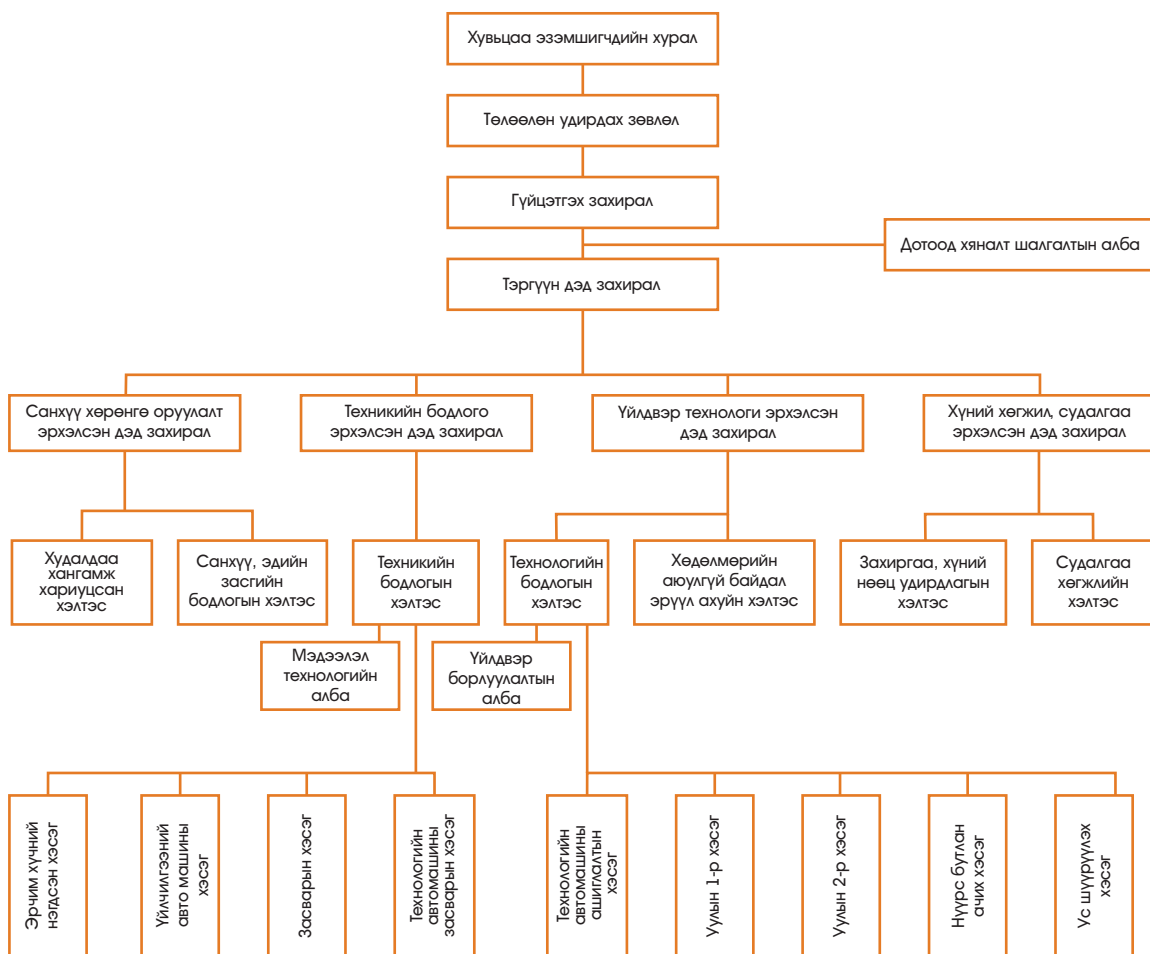 Хувьцаа эзэмшигчдийн хурал
Төлөөлөн удирдах зөвлөл
Гүйцэтгэх захирал
Дотоод хяналт шалгалтын алба
Тэргүүн дэд захирал
Санхүү хөрөнгө оруулалт
эрхэлсэн дэд захирал
Техникийн бодлого
эрхэлсэн дэд захирал
Үйлдвэр технологи эрхэлсэн
дэд захирал
Хүний хөгжил, судалгаа
эрхэлсэн дэд захирал
Худалдаа
хангамж
хариуцсан
хэлтэс
Санхүү, эдийн
засгийн
бодлогын хэлтэс
Техникийн
бодлогын
хэлтэс
Технологийн
бодлогын
хэлтэс
Хөдөлмөрийн
аюулгүй байдал
эрүүл ахуйн хэлтэс
Захиргаа, хүний
нөөц удирдлагын
хэлтэс
Судалгаа
хөгжлийн
хэлтэс
Мэдээлэл
технологийн
алба
Үйлдвэр
борлуулалтын
алба
Эрчим хүчний
нэгдсэн хэсэг
Үйлчилгээний
авто машины
хэсэг
Засварын хэсэг
Технологийн
автомашины
засварын хэсэг
Технологийн
автомашины
ашиглалтын
хэсэг
Уулын 1-р хэсэг
Уулын 2-р хэсэг
Нүүрс бутлан
ачих хэсэг
Ус шүүрүүлэх
хэсэг